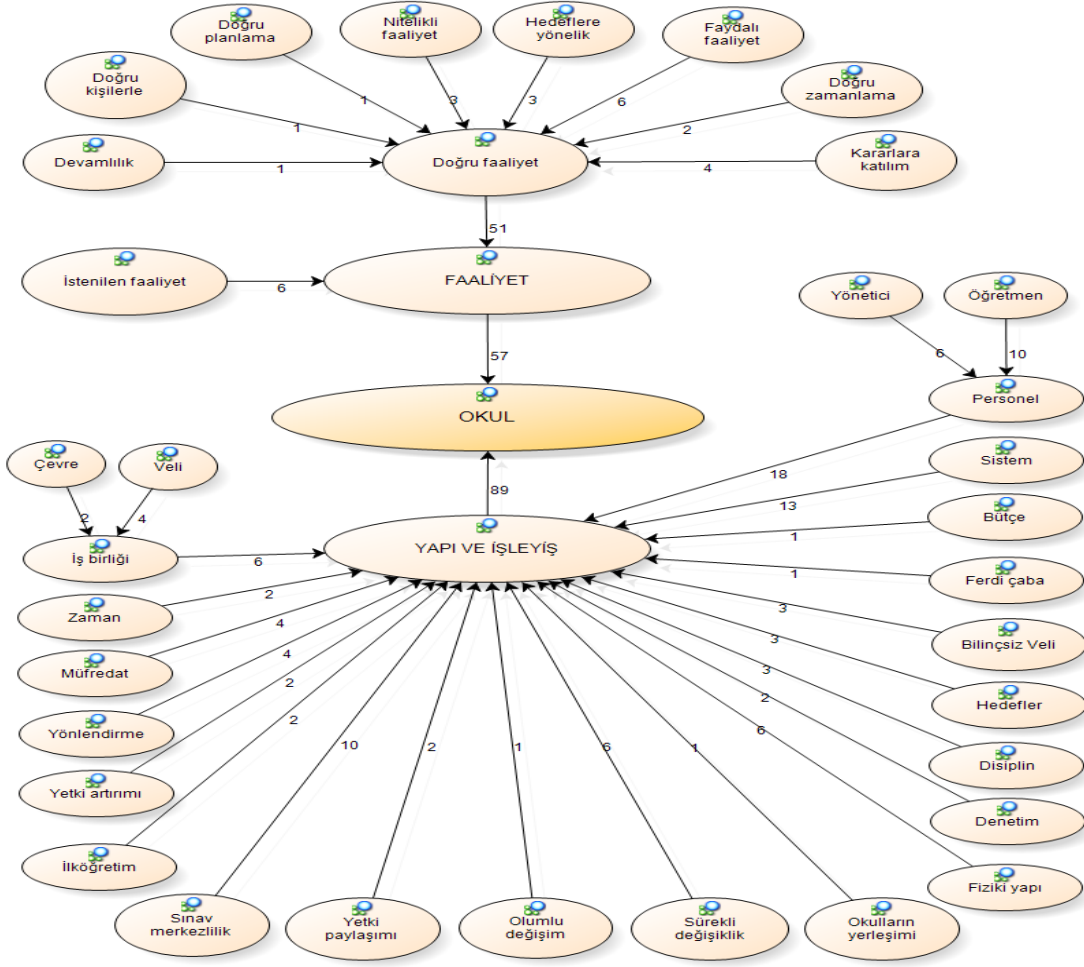 Doğru
planlama
Nitelikli
faaliyet
Hedeflere
yönelik
Faydalı
faaliyet
Doğru
kişilerle
Doğru
zamanlama
1
3
3
6
1
2
Devamlılık
1
Doğru faaliyet
4
Kararlara
katılım
51
İstenilen faaliyet
6
FAALİYET
Yönetici
Öğretmen
57
6
10
Personel
OKUL
Çevre
Veli
18
Sistem
89
13
2
4
1
Bütçe
İş birliği
6
YAPI VE İŞLEYİŞ
1
Ferdi çaba
Zaman
2
3
4
Bilinçsiz Veli
Müfredat
4
3
2
3
Hedefler
Yönlendirme
2
2
10
2
1
6
1
6
Disiplin
Yetki artırımı
Denetim
İlköğretim
Fiziki yapı
Sınav
merkezlilik
Yetki
paylaşımı
Olumlu
değişim
Sürekli
değişiklik
Okulların
yerleşimi